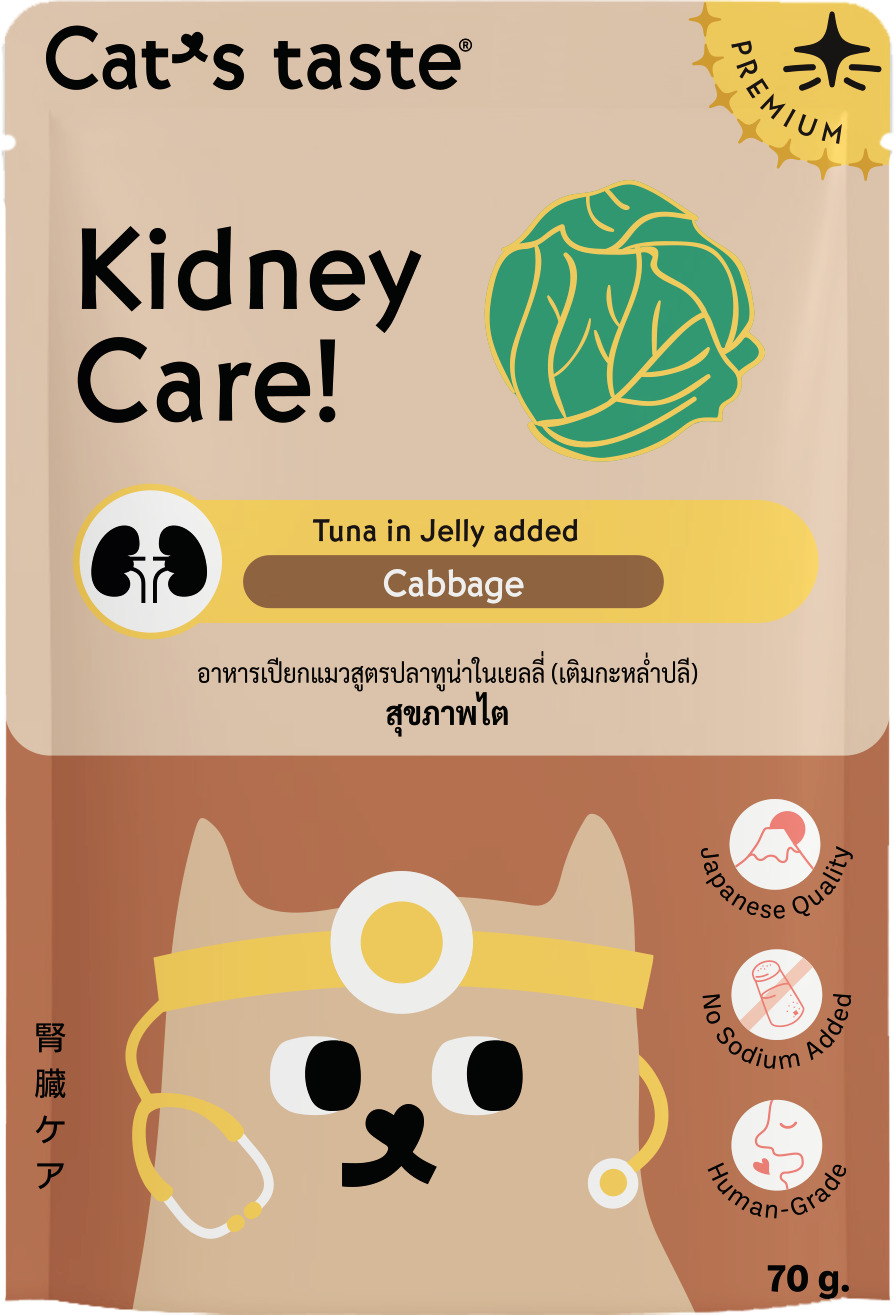 Cat's taste®
PREMIUM
Kidney
Care!
Tuna in Jelly added
Cabbage
อาหารเปียกแมวสูตรปลาทูน่าในเยลลี่ (เติมกะหล่ำปลี)
สุขภาพไต
Japanese Quality
No Sodium Added
Human-Grade
腎臓ケア
70 g.